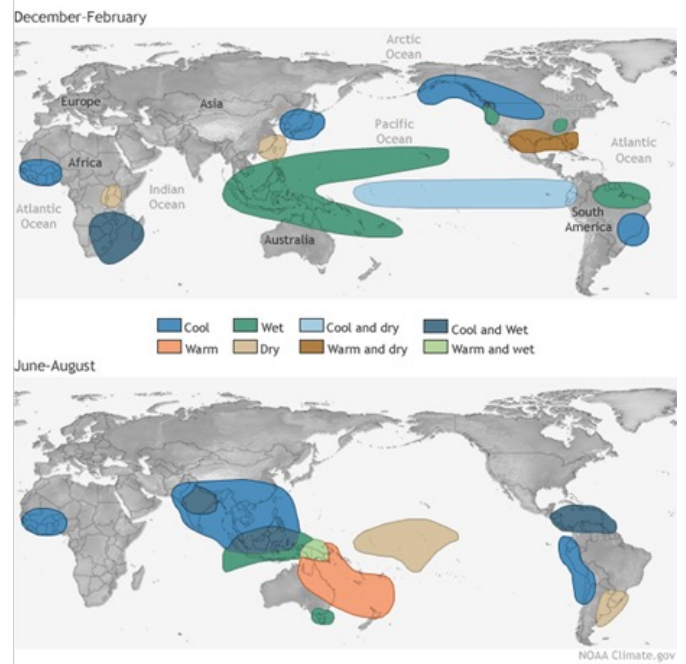 December-February
Arctic
Ocean
Europe
Asia
North
Pacific
Ocean
Atlantic
Ocean
Africa
Indian
Ocean
Atlantic
Ocean
South
America
Australia
Cool
Wet
Cool and dry
Cool and Wet
Warm
Dry
Warm and dry
Warm and wet
June-August
NOAA Climate.gov